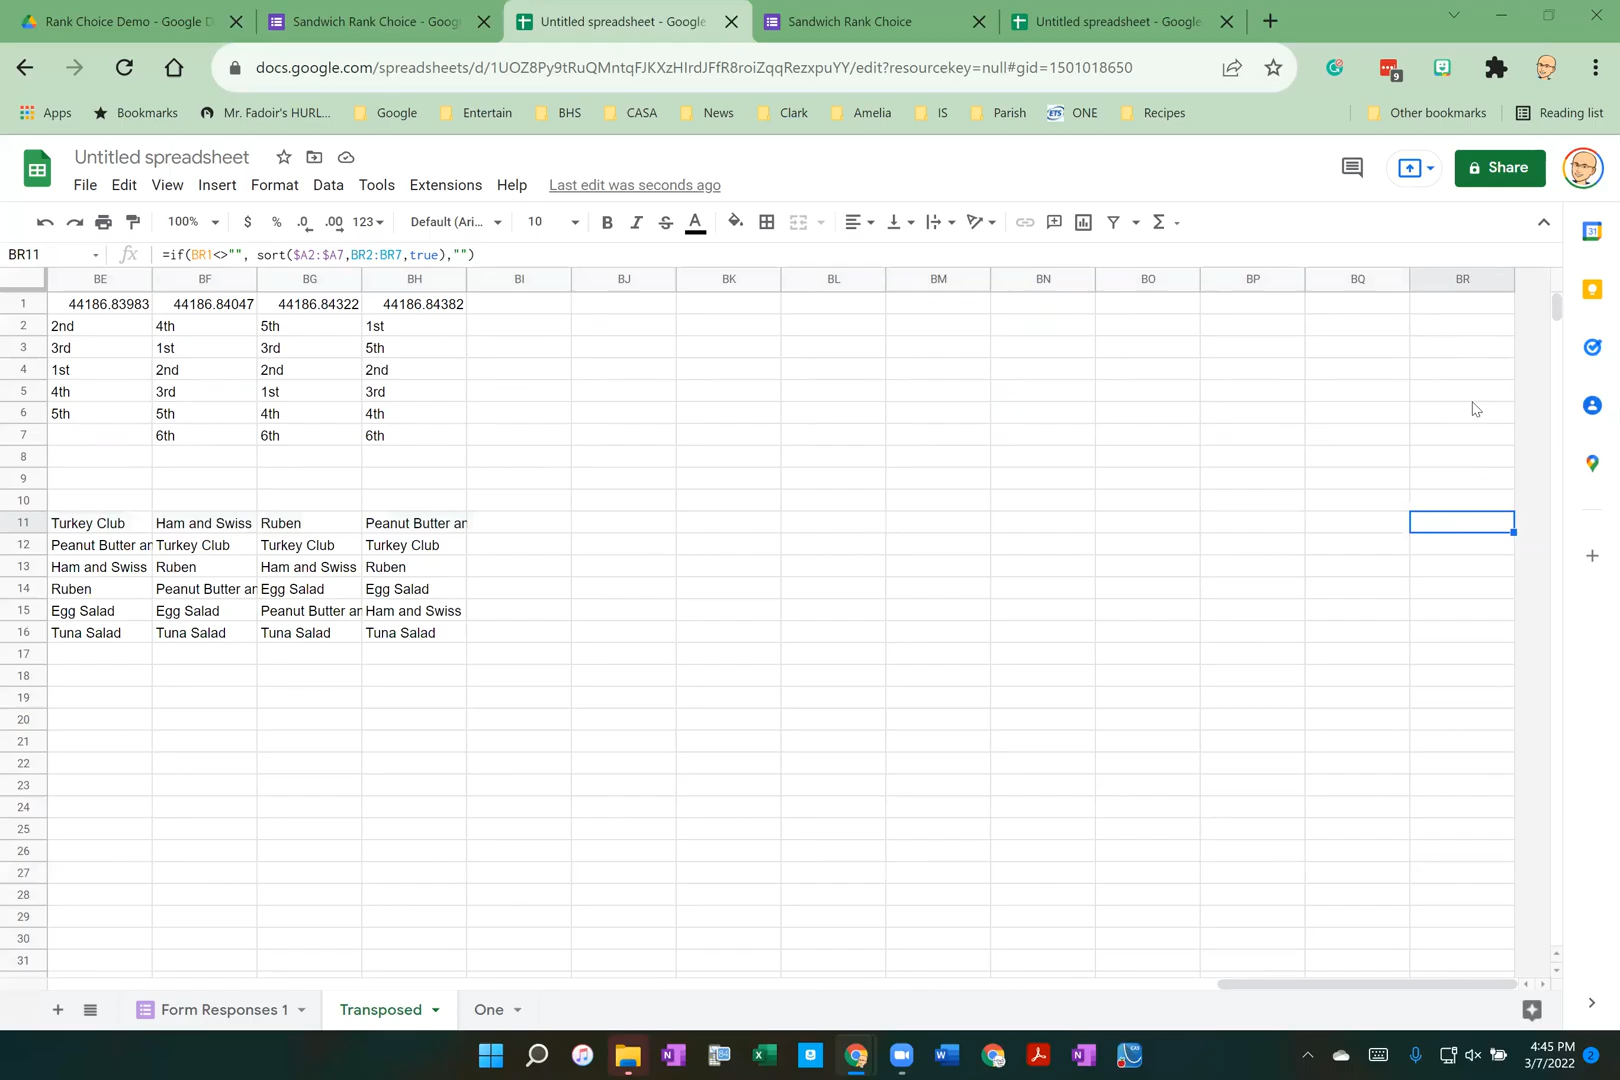 Rank Choice Demo - Google D
Sandwich Rank Choice - Goog
Untitled spreadsheet - Google
Sandwich Rank Choice
Untitled spreadsheet - Google
docs.google.com/spreadsheets/d/1UOZ8Py9tRuQMntqFJKXzHIrdJFfR8roiZqqRezxpuYY/edit?resourcekey=null#gid=1501018650
9
Apps Bookmarks Mr. Fadoir's HURL... Google Entertain BHS CASA News Clark Amelia IS Parish ETS ONE Recipes Other bookmarks Reading list
Untitled spreadsheet
Share
File Edit View Insert Format Data Tools Extensions Help Last edit was seconds ago
100% $ % .0 .00 123 Default (Ari... 10 B I S A Σ
31
BR11 fx =if(BR1<>"", sort($A2:$A7,BR2:BR7,true),"")
BE BF BG BH BI BJ BK BL BM BN BO BP BQ BR
1 44186.83983 44186.84047 44186.84322 44186.84382
2 2nd 4th 5th 1st
3 3rd 1st 3rd 5th
4 1st 2nd 2nd 2nd
5 4th 3rd 1st 3rd
6 5th 5th 4th 4th
7 6th 6th 6th
8
9
10
11 Turkey Club Ham and Swiss Ruben Peanut Butter an
12 Peanut Butter an Turkey Club Turkey Club Turkey Club
13 Ham and Swiss Ruben Ham and Swiss Ruben
14 Ruben Peanut Butter an Egg Salad Egg Salad
15 Egg Salad Egg Salad Peanut Butter an Ham and Swiss
16 Tuna Salad Tuna Salad Tuna Salad Tuna Salad
17
18
19
20
21
22
23
24
25
26
27
28
29
30
31
Form Responses 1 Transposed One
4:45 PM
3/7/2022
2